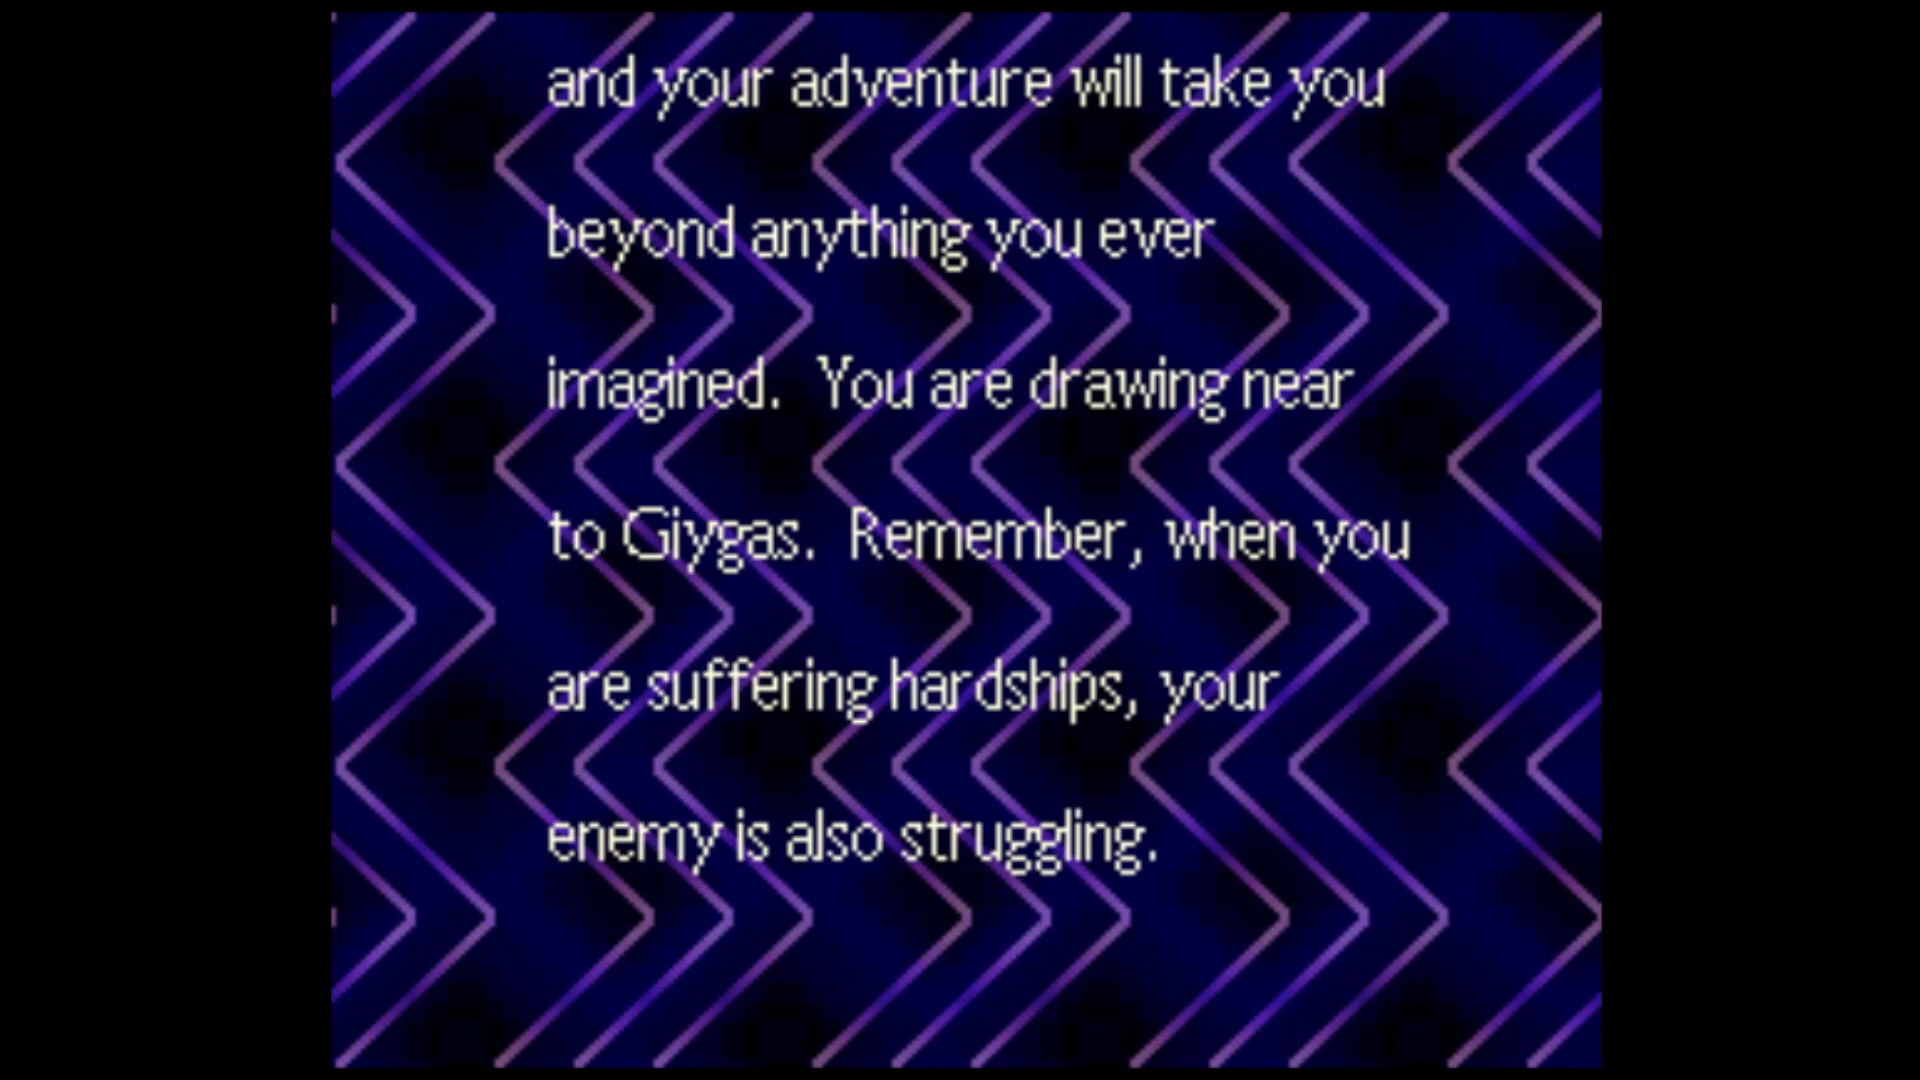 and your adventure will take you
beyond anything you ever
imagined.  You are drawing near
to Giygas.  Remember, when you
are suffering hardships, your
enemy is also struggling.